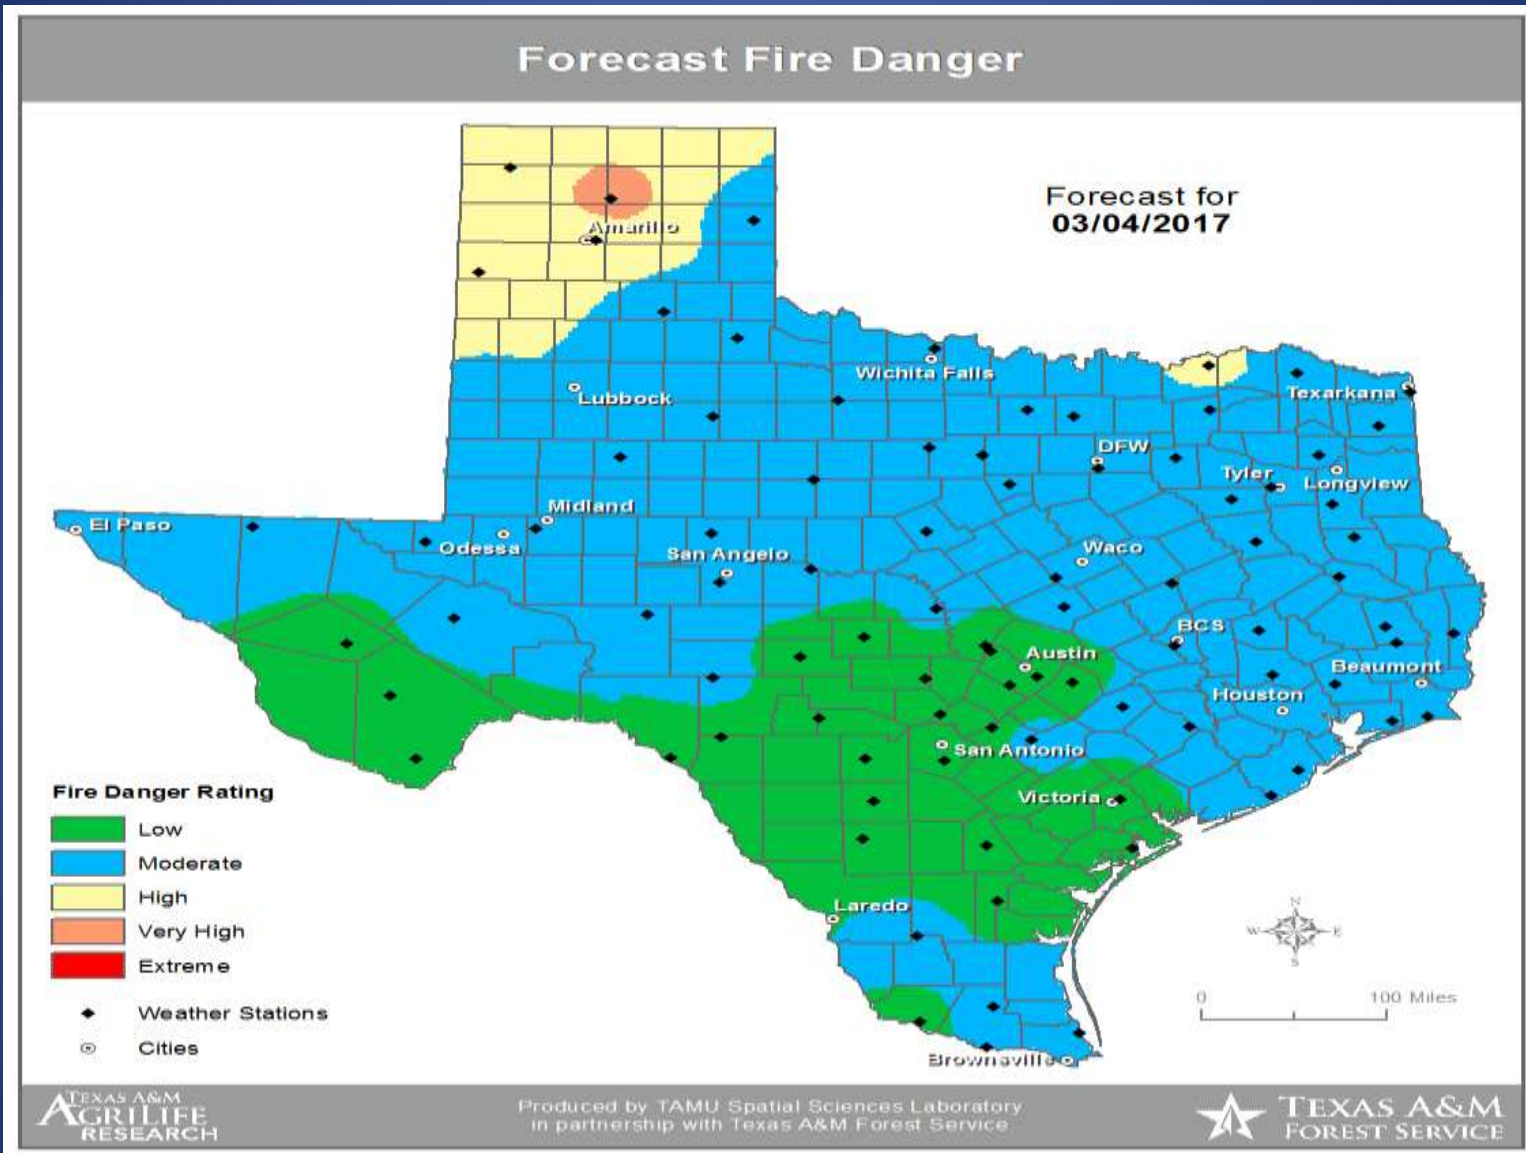 Forecast Fire Danger
Forecast for
03/04/2017
Amarillo
Wichita Falls
Lubbock
Texarkana
DFW
Tyler
Longview
Midland
El Paso
Odessa
San Angelo
Waco
BCS
Austin
Beaumont
Houston
San Antonio
Victoria
Laredo
Brownsville
Fire Danger Rating
Low
Moderate
High
Very High
Extreme
Weather Stations
Cities
N
W E
S
0 100 Miles
TEXAS A&M
AGRILIFE
RESEARCH
Produced by TAMU Spatial Sciences Laboratory
in partnership with Texas A&M Forest Service
TEXAS A&M
FOREST SERVICE